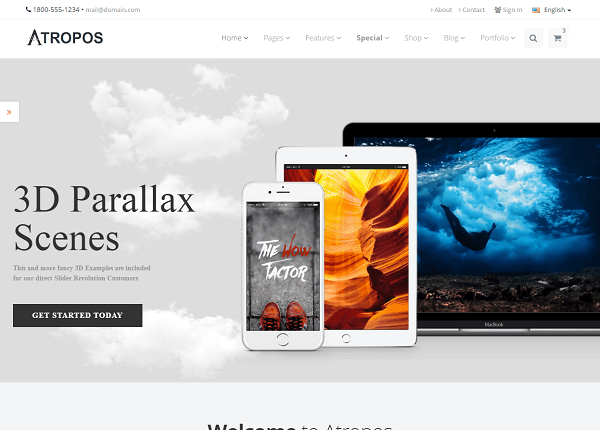 1800-555-1234 • mail@domain.com
About Contact Sign In English
ATROPOS
Home Pages Features Special Shop Blog Portfolio 3
3D Parallax
Scenes
This and more fancy 3D Examples are included
for our direct Slider Revolution Customers
GET STARTED TODAY
THE WOW
FACTOR
MacBook
Welcome to Atropos